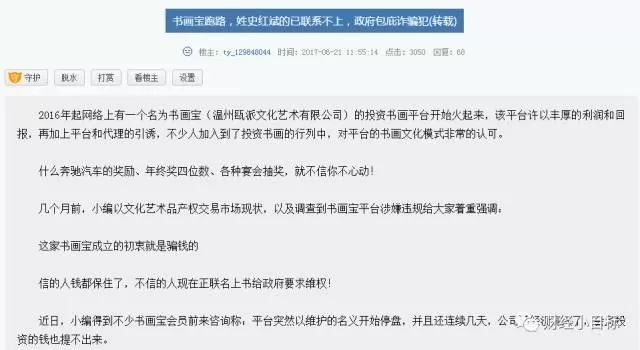 书画宝跑路，姓史红斌的已联系不上，政府包庇诈骗犯(转载)
楼主：ty_129848044 时间：2017-06-21 11:55:14 点击：3050 回复：68
守护 脱水 打赏 看楼主 设置
2016年起网络上有一个名为书画宝（温州瓯派文化艺术有限公司）的投资书画平台开始火起来，该平台许以丰厚的利润和回
报，再加上平台和代理的引诱，不少人加入到了投资书画的行列中，对平台的书画文化模式非常的认可。
什么奔驰汽车的奖励、年终奖四位数、各种宴会抽奖，就不信你不心动！
几个月前，小编以文化艺术品产权交易市场现状，以及调查到书画宝平台涉嫌违规给大家着重强调：
这家书画宝成立的初衷就是骗钱的
信的人钱都保住了，不信的人现在正联名上书给政府要求维权！
近日，小编得到不少书画宝会员前来咨询称：平台突然以维护的名义开始停盘，并且还连续几天，公司
投
资的钱也提不出来。
财经小目标